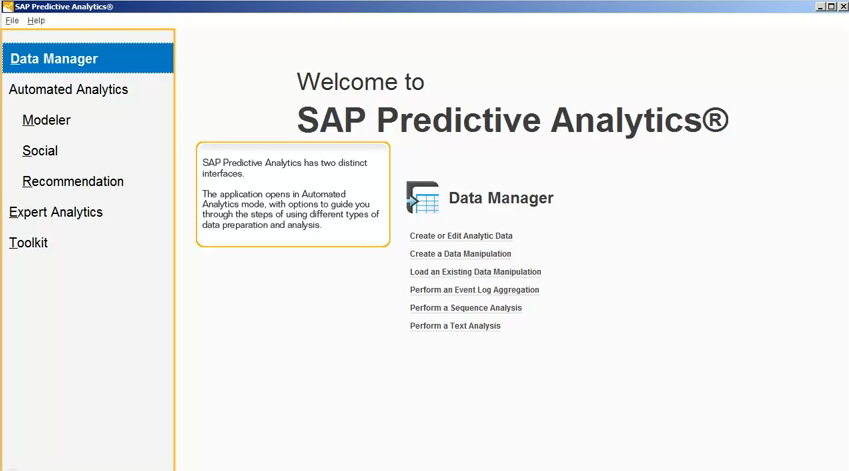 SAP Predictive Analytics®
File Help
Data Manager
Automated Analytics
Modeler
Social
Recommendation
Expert Analytics
Toolkit
Welcome to
SAP Predictive Analytics®
SAP Predictive Analytics has two distinct
interfaces.
The application opens in Automated
Analytics mode, with options to guide you
through the steps of using different types of
data preparation and analysis.
Data Manager
Create or Edit Analytic Data
Create a Data Manipulation
Load an Existing Data Manipulation
Perform an Event Log Aggregation
Perform a Sequence Analysis
Perform a Text Analysis